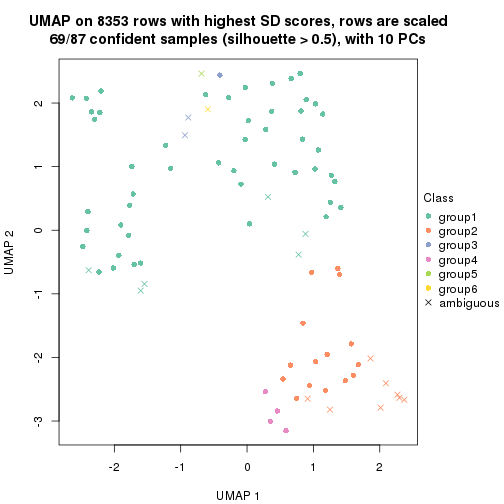 UMAP on 8353 rows with highest SD scores, rows are scaled
69/87 confident samples (silhouette > 0.5), with 10 PCs
UMAP 2
2
1
0
-1
-2
-3
-2
-1
0
1
2
UMAP 1
Class
group1
group2
group3
group4
group5
group6
ambiguous